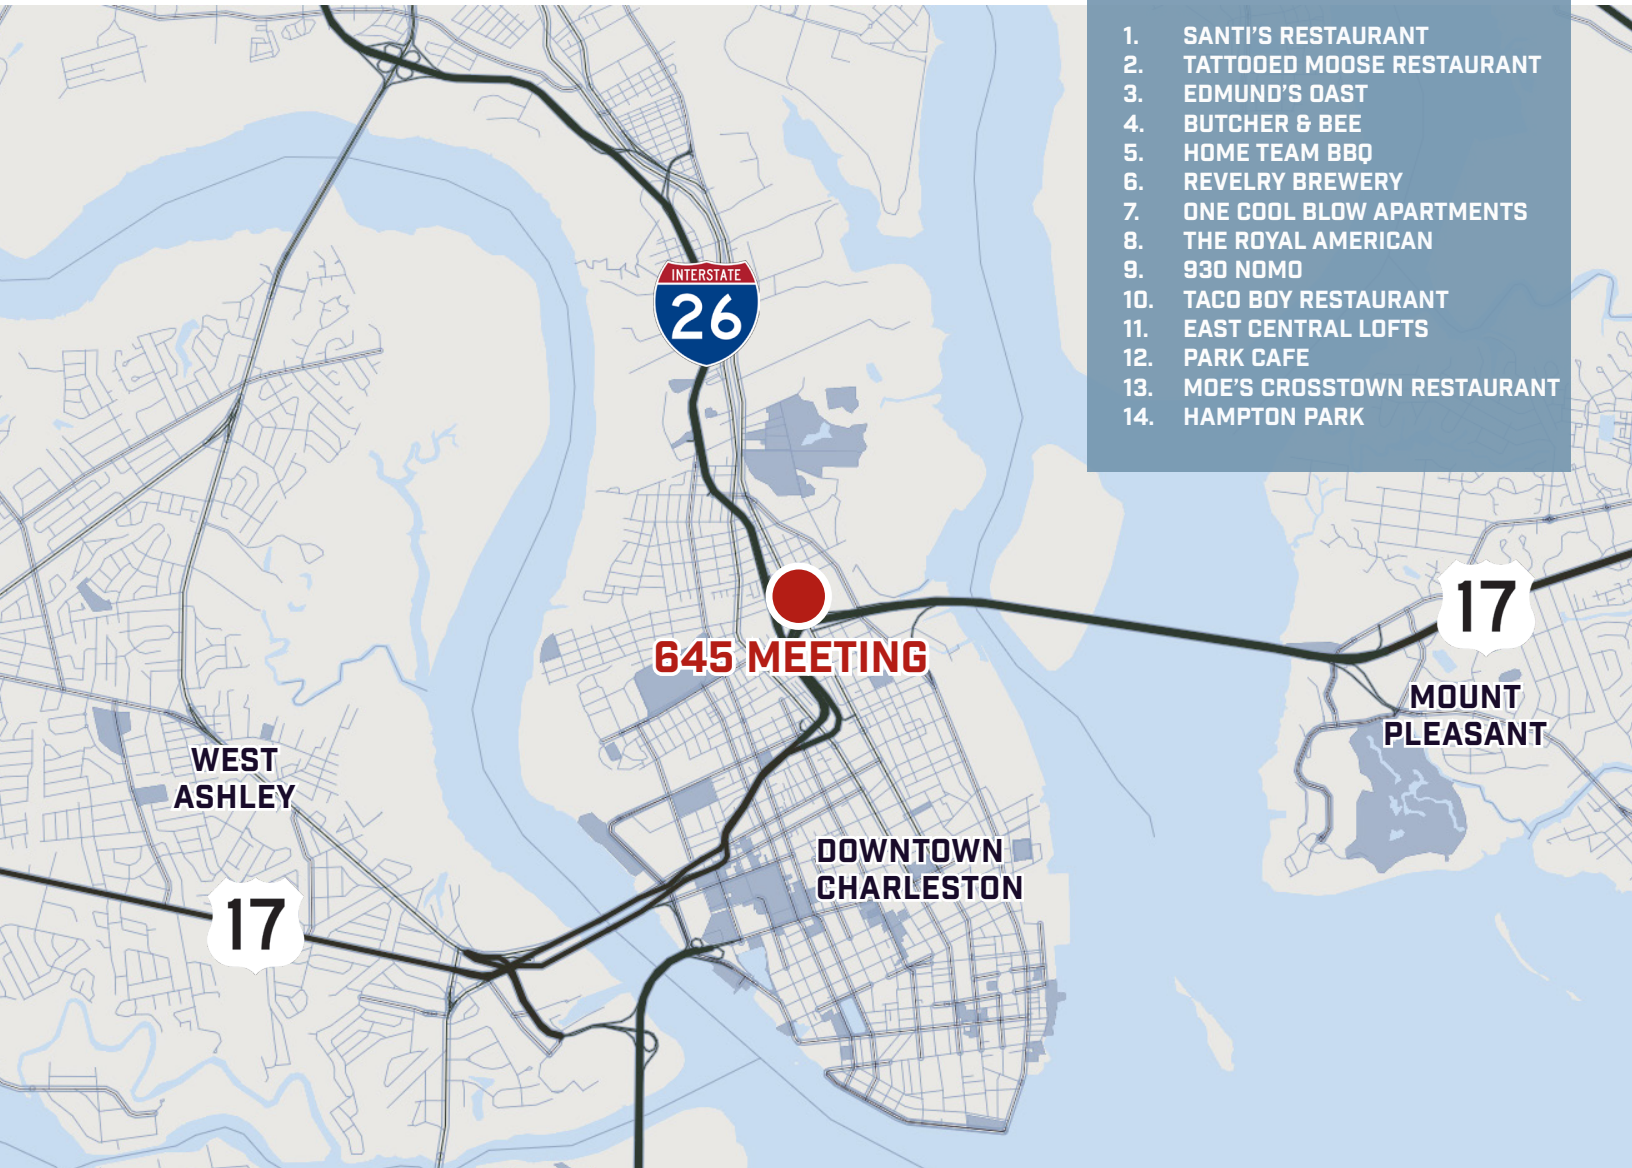 1. SANTI'S RESTAURANT
2. TATTOOED MOOSE RESTAURANT
3. EDMUND'S OAST
4. BUTCHER & BEE
5. HOME TEAM BBQ
6. REVELRY BREWERY
7. ONE COOL BLOW APARTMENTS
8. THE ROYAL AMERICAN
9. 930 NOMO
10. TACO BOY RESTAURANT
11. EAST CENTRAL LOFTS
12. PARK CAFE
13. MOE'S CROSSTOWN RESTAURANT
14. HAMPTON PARK
INTERSTATE
26
17
645 MEETING
MOUNT
PLEASANT
WEST
ASHLEY
DOWNTOWN
CHARLESTON
17